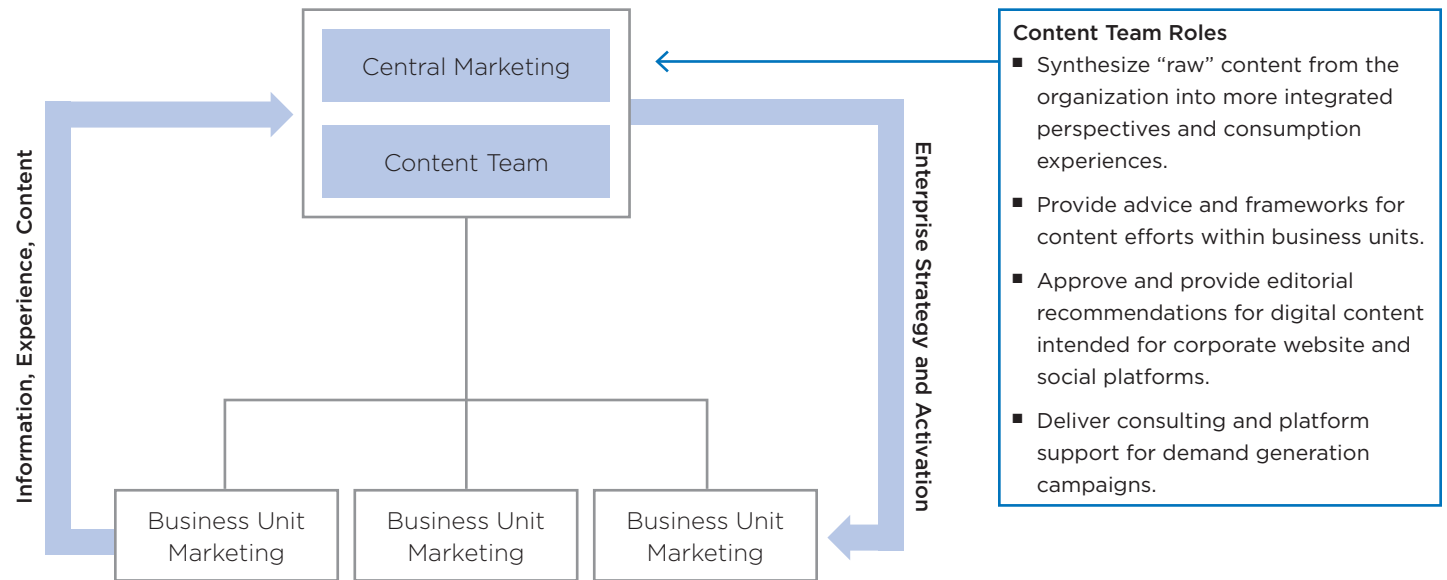 Central Marketing
Content Team
Information, Experience, Content
Enterprise Strategy and Activation
Business Unit
Marketing
Business Unit
Marketing
Business Unit
Marketing
Content Team Roles
■ Synthesize “raw” content from the
organization into more integrated
perspectives and consumption
experiences.
■ Provide advice and frameworks for
content efforts within business units.
■ Approve and provide editorial
recommendations for digital content
intended for corporate website and
social platforms.
■ Deliver consulting and platform
support for demand generation
campaigns.